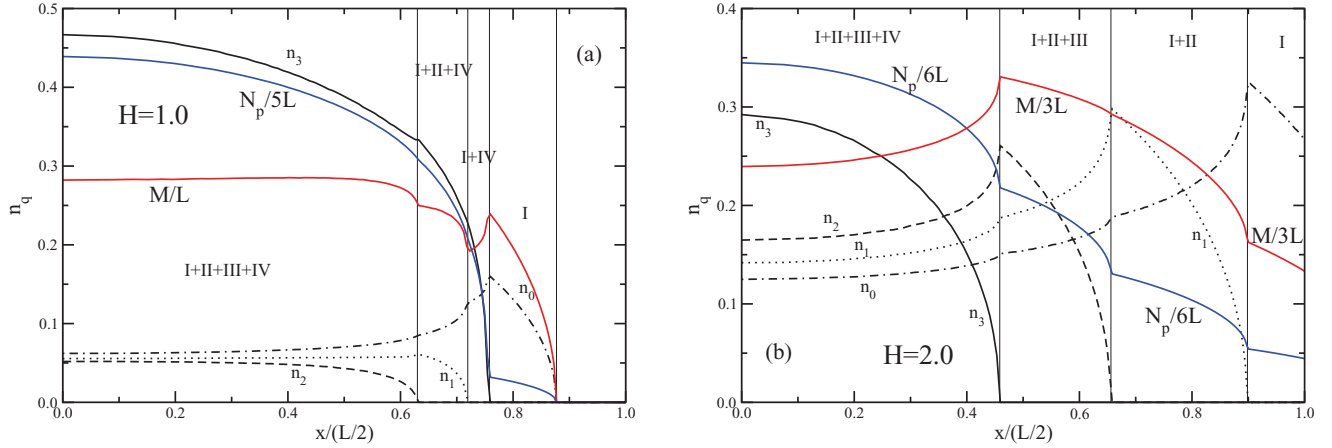 0.5
0.4
0.3
0.2
0.1
0.0
n_q
n_3
I+II+IV
(a)
N_p/5L
H=1.0
I+IV
M/L
I
I+II+III+IV
n_0
n_2
n_1
0.0
0.2
0.4
0.6
0.8
1.0
x/(L/2)
0.4
0.3
0.2
0.1
0.0
n_q
I+II+III+IV
I+II+III
I+II
I
N_p/6L
M/3L
n_3
n_2
n_1
n_1
M/3L
n_0
n_3
N_p/6L
(b)
H=2.0
0.0
0.2
0.4
0.6
0.8
1.0
x/(L/2)